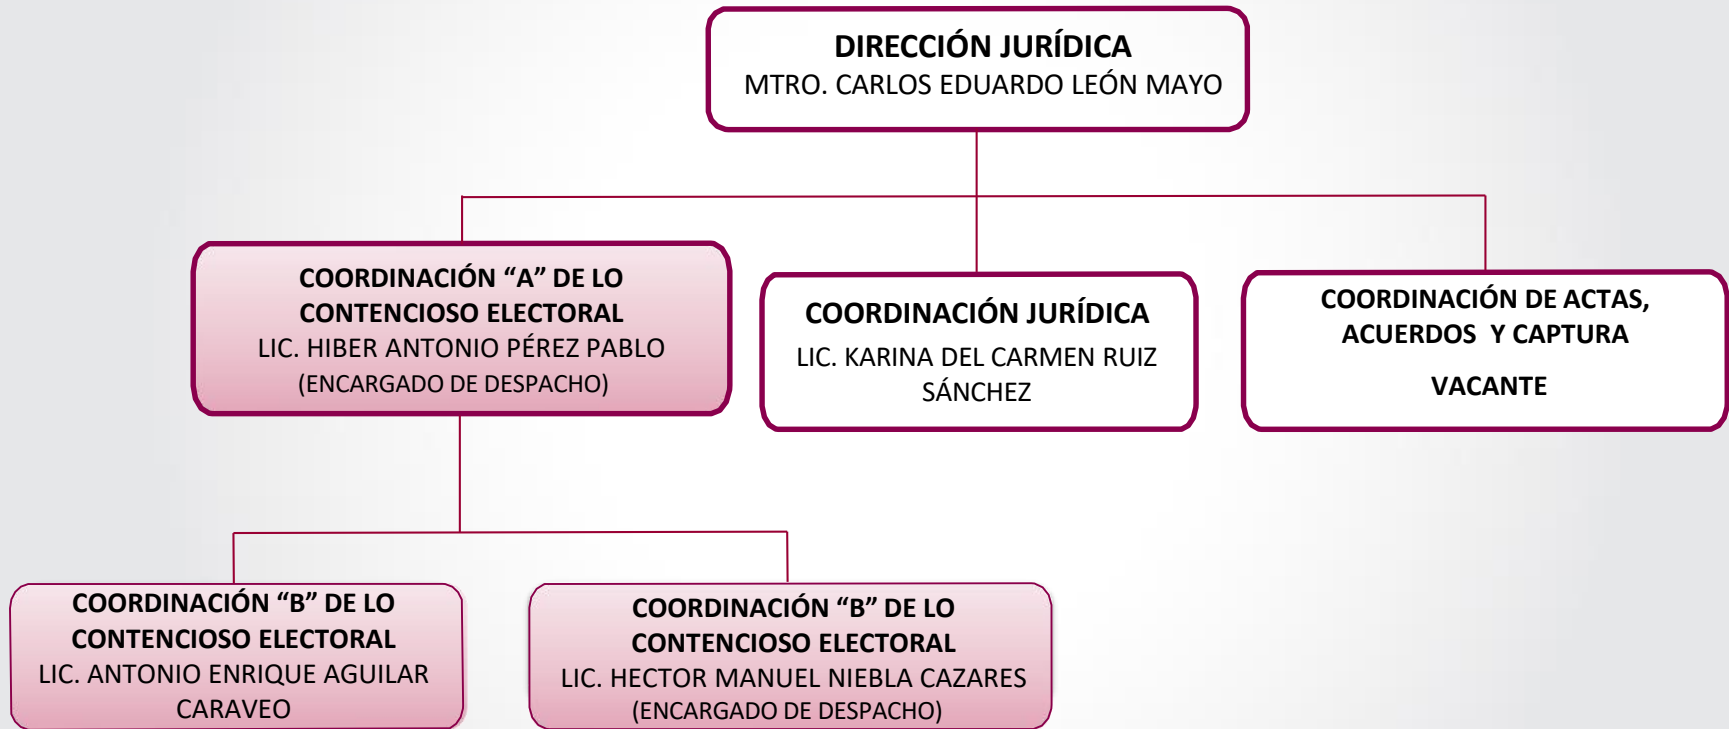 DIRECCIÓN JURÍDICA
MTRO. CARLOS EDUARDO LEÓN MAYO
COORDINACIÓN “A” DE LO
CONTENCIOSO ELECTORAL
LIC. HIBER ANTONIO PÉREZ PABLO
(ENCARGADO DE DESPACHO)
COORDINACIÓN JURÍDICA
LIC. KARINA DEL CARMEN RUIZ
SÁNCHEZ
COORDINACIÓN DE ACTAS,
ACUERDOS Y CAPTURA
VACANTE
COORDINACIÓN “B” DE LO
CONTENCIOSO ELECTORAL
LIC. ANTONIO ENRIQUE AGUILAR
CARAVEO
COORDINACIÓN “B” DE LO
CONTENCIOSO ELECTORAL
LIC. HECTOR MANUEL NIEBLA CAZARES
(ENCARGADO DE DESPACHO)